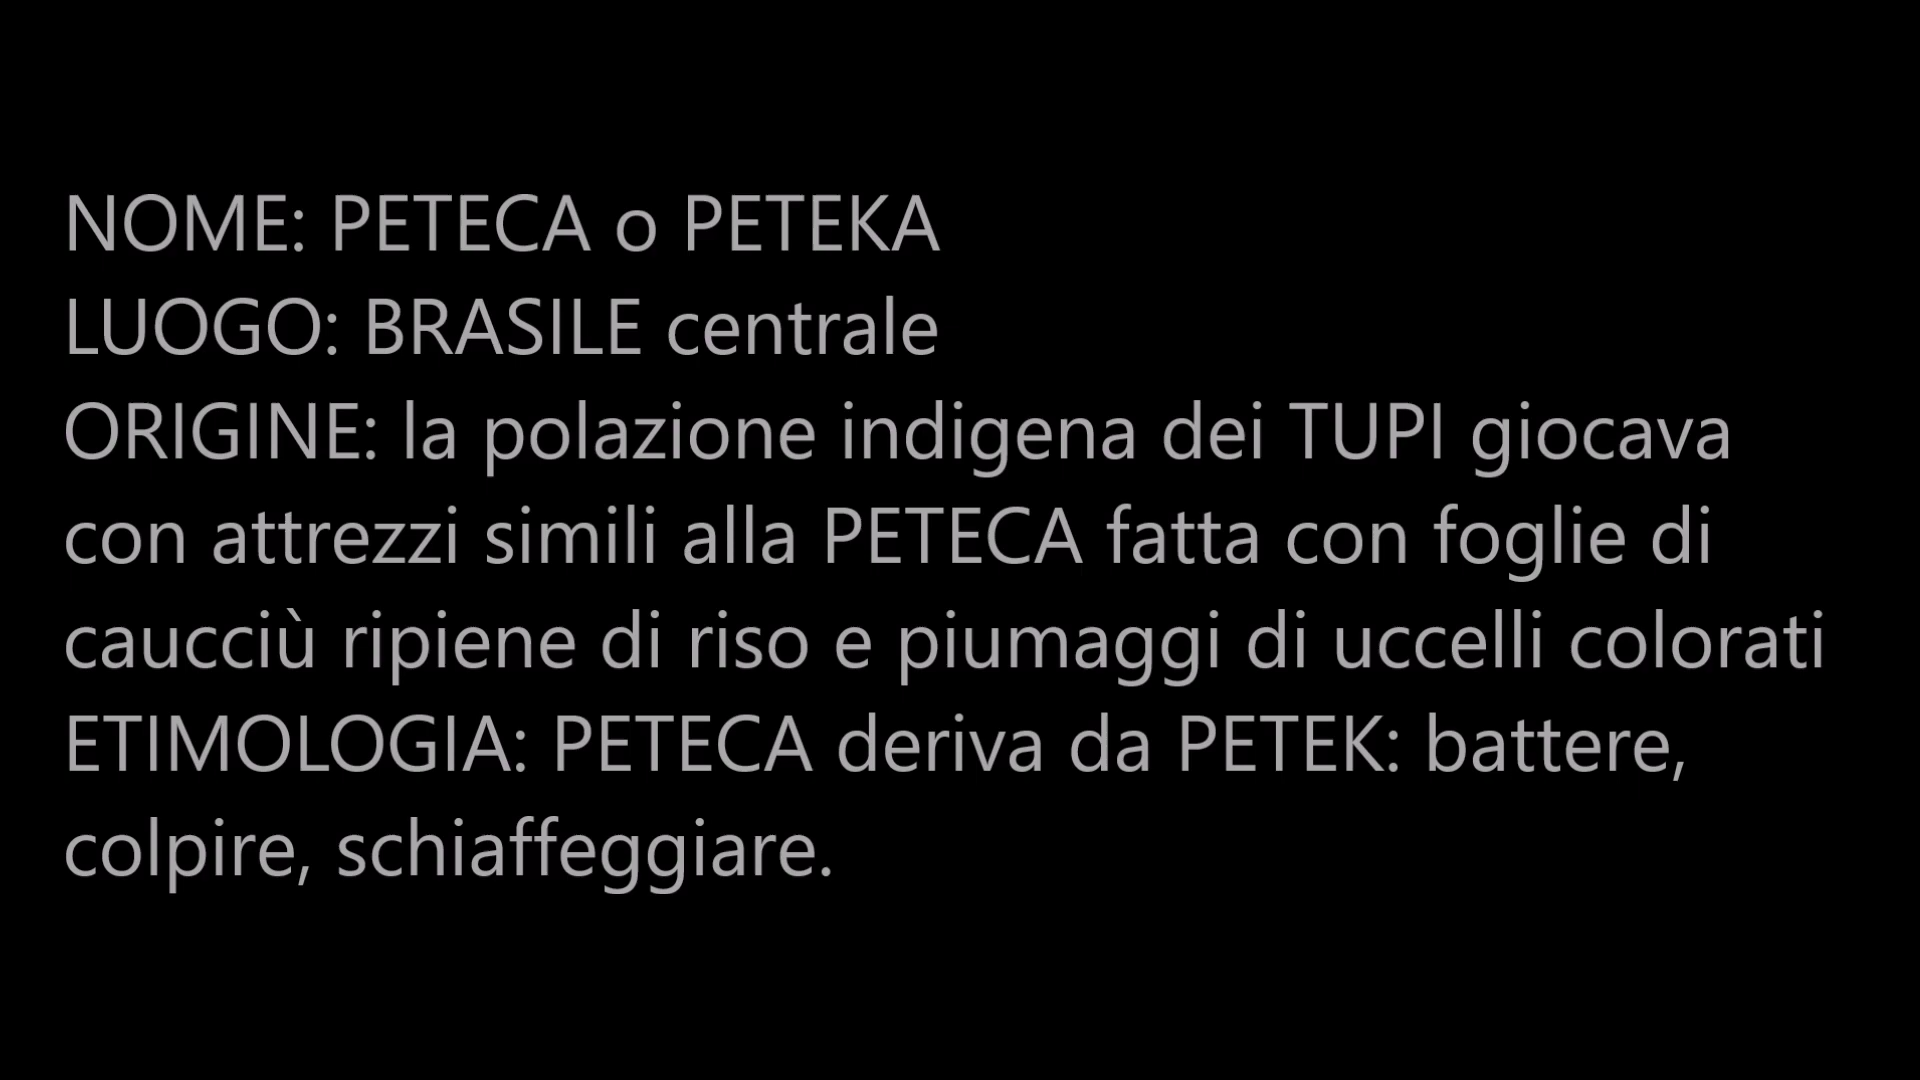 NOME: PETECA o PETEKA
LUOGO: BRASILE centrale
ORIGINE: la polazione indigena dei TUPI giocava
con attrezzi simili alla PETECA fatta con foglie di
caucciù ripiene di riso e piumaggi di uccelli colorati
ETIMOLOGIA: PETECA deriva da PETEK: battere,
colpire, schiaffeggiare.